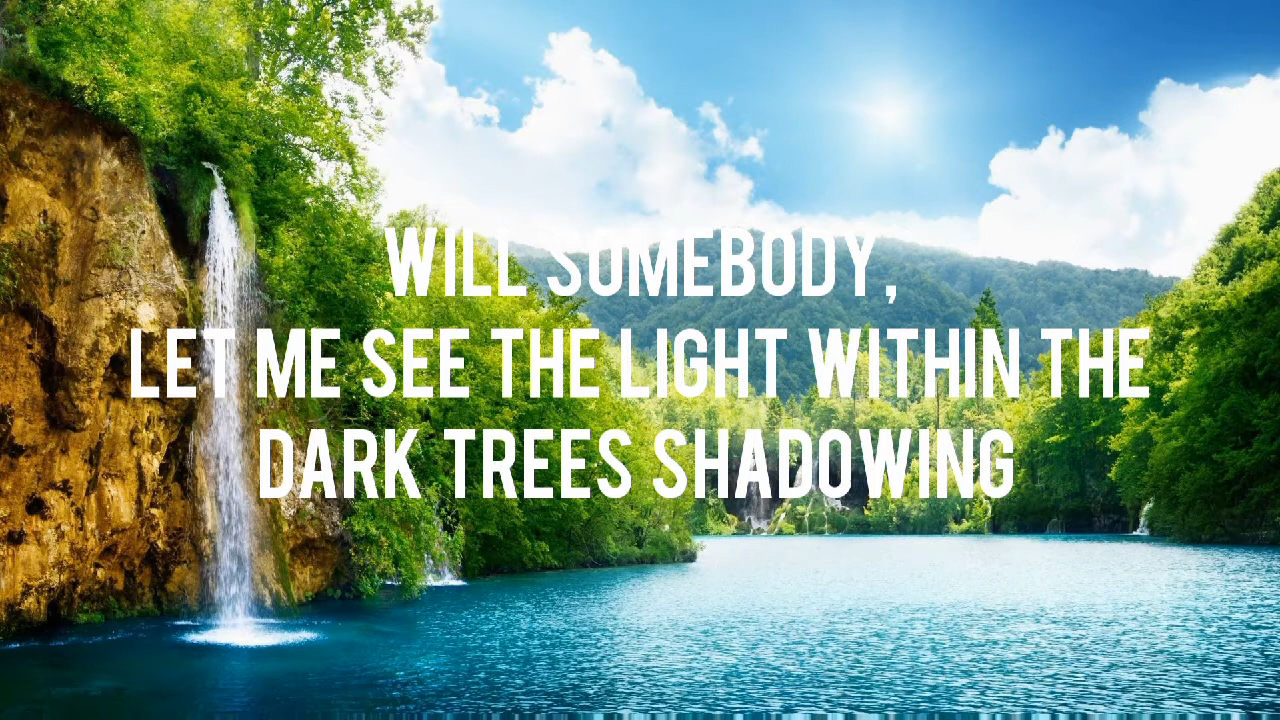 WILL SOMEBODY,
LET ME SEE THE LIGHT WITHIN THE
DARK TREES SHADOWING